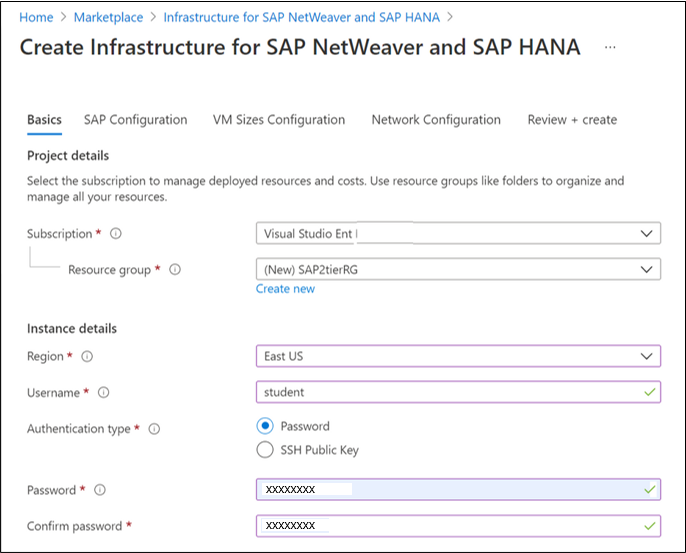 Home > Marketplace > Infrastructure for SAP NetWeaver and SAP HANA >
Create Infrastructure for SAP NetWeaver and SAP HANA ...
Basics SAP Configuration VM Sizes Configuration Network Configuration Review + create
Project details
Select the subscription to manage deployed resources and costs. Use resource groups like folders to organize and
manage all your resources.
Subscription * Visual Studio Ent
Resource group * (New) SAP2tierRG
Create new
Instance details
Region * East US
Username * student
Authentication type * Password
SSH Public Key
Password * XXXXXXXX
Confirm password * XXXXXXXX